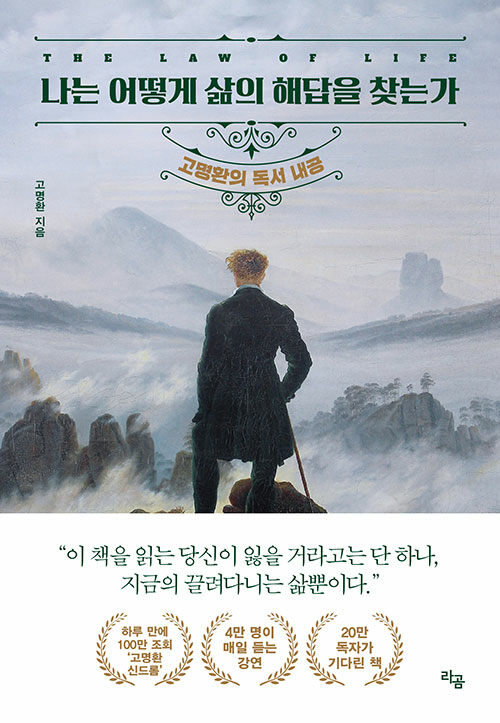 THE LAW OF LIFE
나는 어떻게 삶의 해답을 찾는가
고명환의 독서 내공
고명환 지음
“이 책을 읽는 당신이 잃을 거라고는 단 하나,
지금의 끌려다니는 삶뿐이다.”
하루 만에
100만 조회
‘고명환
신드롬’
4만 명이
매일 듣는
강연
20만
독자가
기다린 책
라곰